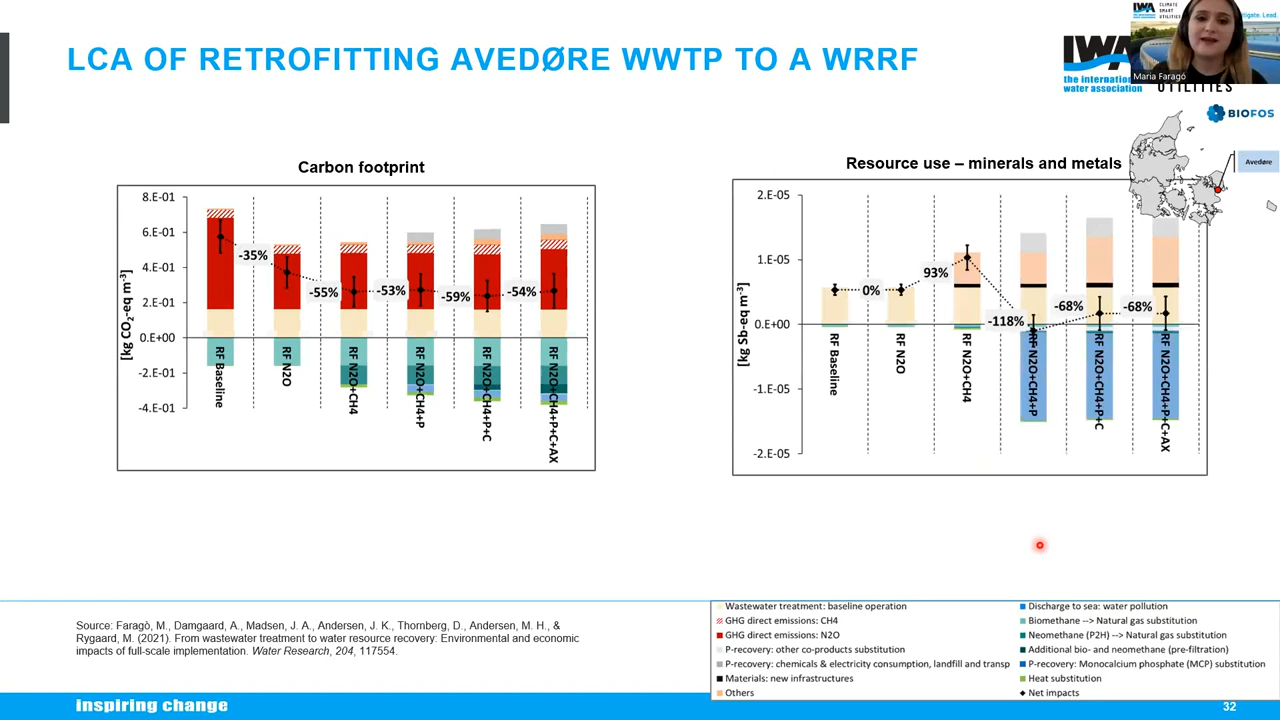 LCA OF RETROFITTING AVEDØRE WWTP TO A WRRF
IWA
CLIMATE
SMART
UTILITIES
tigate. Lead.
Maria Faragó
IWA
the internation
water association
UTILITIES
BIOFOS
Avedøre
Carbon footprint
[kg CO2-eq m3]
8.E-01
6.E-01
4.E-01
2.E-01
0.E+00
-2.E-01
-4.E-01
-35%
-55%
-53%
-59%
-54%
RF Baseline
RF N2O
RF N2O+CH4
RF N2O+CH4+P
RF N2O+CH4+P+C
RF N2O+CH4+P+C+AX
Resource use – minerals and metals
[kg Sb-eq m-3]
2.E-05
1.E-05
0.E+00
-1.E-05
-2.E-05
0%
93%
-118%
-68%
-68%
RF Baseline
RF N2O
RF N2O+CH4
RF N2O+CH4+P
RF N2O+CH4+P+C
RF N2O+CH4+P+C+AX
Wastewater treatment: baseline operation
GHG direct emissions: CH4
GHG direct emissions: N2O
P-recovery: other co-products substitution
P-recovery: chemicals & electricity consumption, landfill and transp
Materials: new infrastructures
Others
Discharge to sea: water pollution
Biomethane --> Natural gas substitution
Neomethane (P2H) --> Natural gas substitution
Additional bio- and neomethane (pre-filtration)
P-recovery: Monocalcium phosphate (MCP) substitution
Heat substitution
Net impacts
Source: Faragò, M., Damgaard, A., Madsen, J. A., Andersen, J. K., Thornberg, D., Andersen, M. H., &
Rygaard, M. (2021). From wastewater treatment to water resource recovery: Environmental and economic
impacts of full-scale implementation. Water Research, 204, 117554.
inspiring change
32